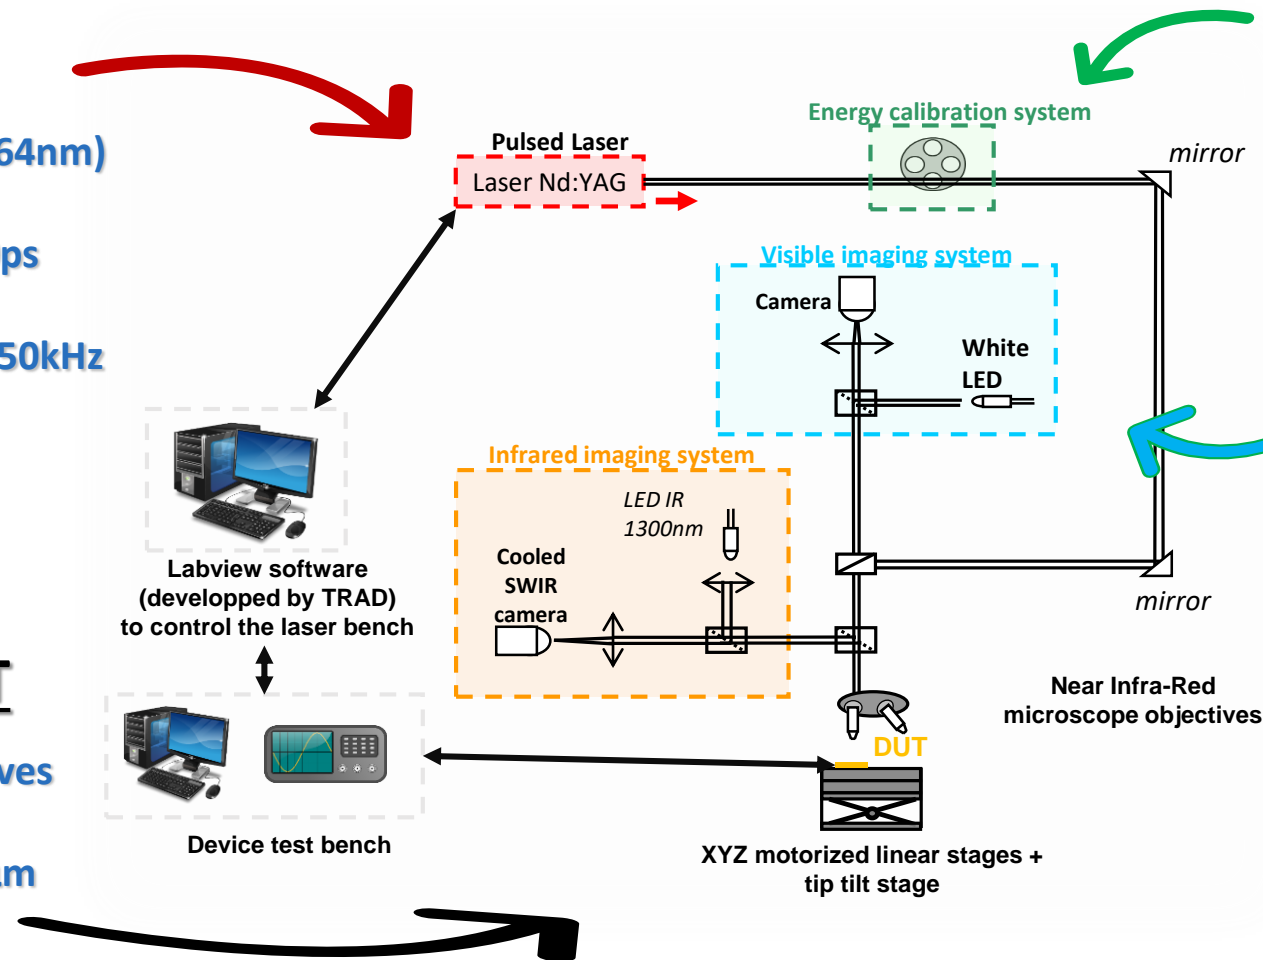 64nm)
ps
50kHz
I
ves
Pulsed Laser
Laser Nd:YAG
Energy calibration system
mirror
Visible imaging system
Camera
White
LED
Infrared imaging system
LED IR
1300nm
Cooled
SWIR
camera
mirror
Labview software
(developped by TRAD)
to control the laser bench
Near Infra-Red
microscope objectives
DUT
Device test bench
XYZ motorized linear stages +
tip tilt stage